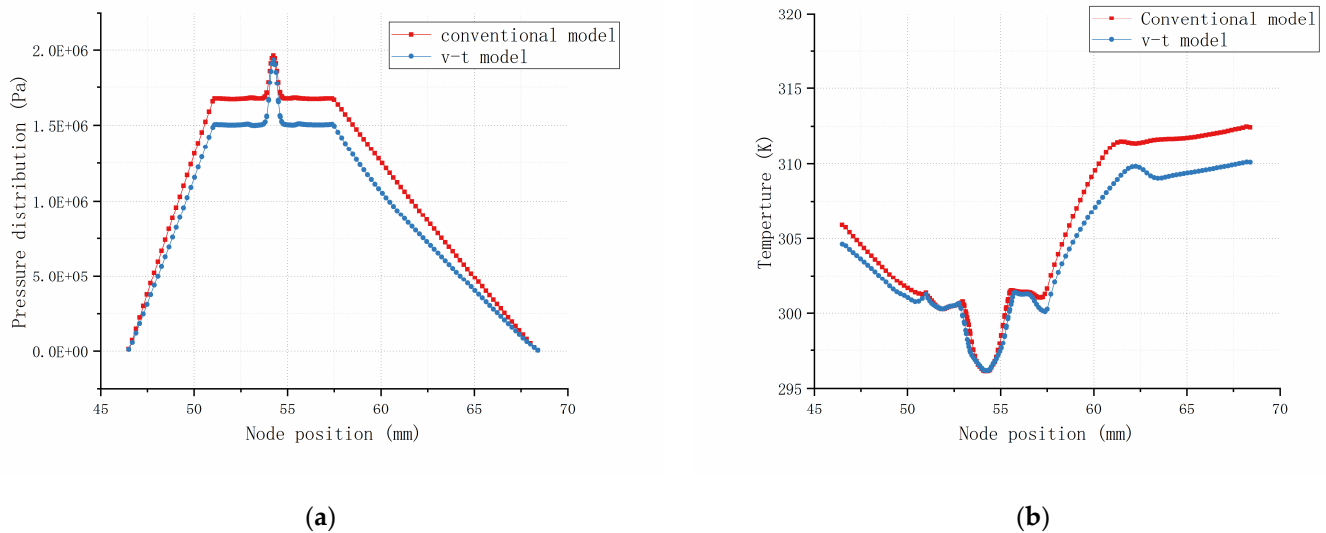 conventional model
v-t model
Pressure distribution (Pa)
2.0E+06
1.5E+06
1.0E+06
5.0E+05
0.0E+00
45 50 55 60 65 70
Node position (mm)
(a)
Conventional model
v-t model
Temperture (K)
320
315
310
305
300
295
45 50 55 60 65 70
Node position (mm)
(b)